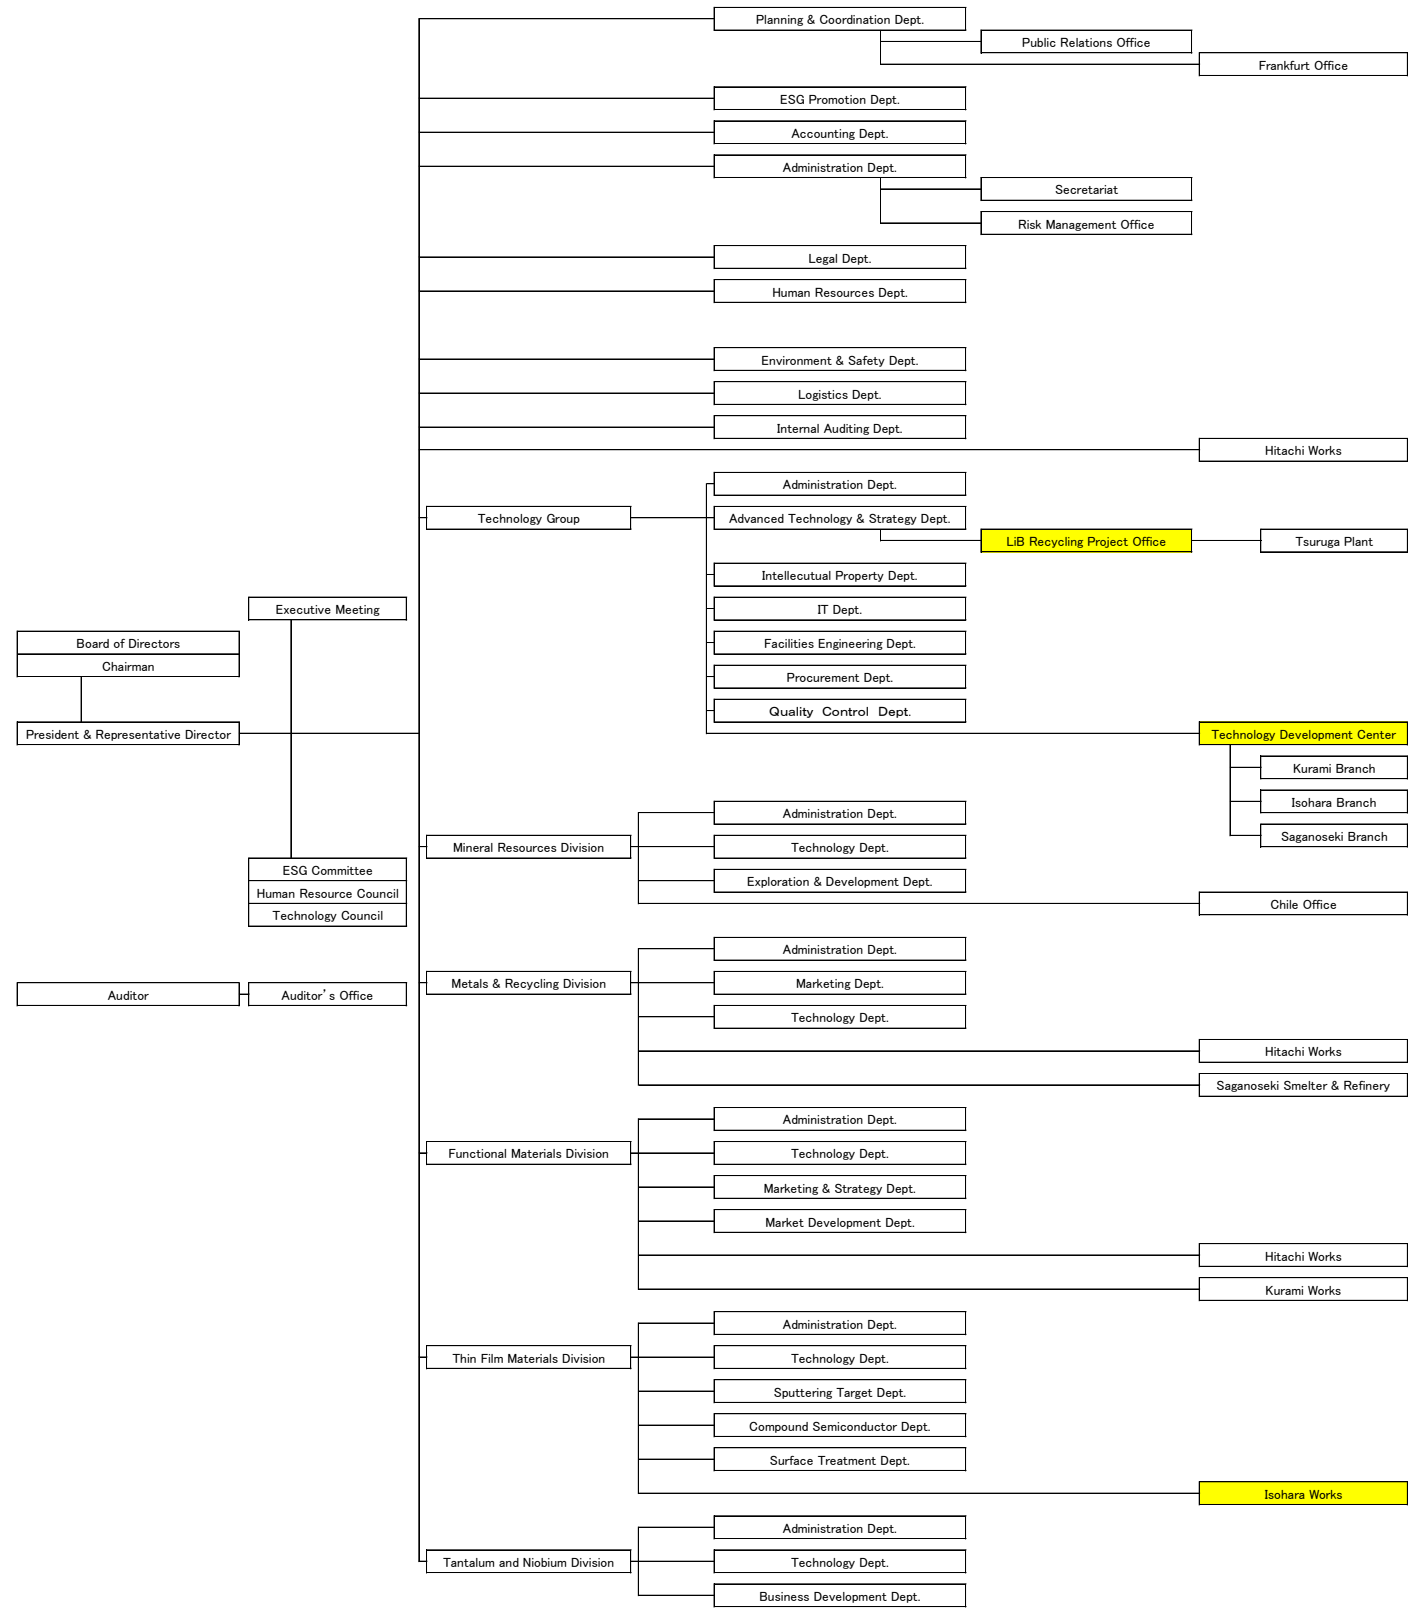 Planning & Coordination Dept.
Public Relations Office
Frankfurt Office
ESG Promotion Dept.
Accounting Dept.
Administration Dept.
Secretariat
Risk Management Office
Legal Dept.
Human Resources Dept.
Environment & Safety Dept.
Logistics Dept.
Internal Auditing Dept.
Hitachi Works
Administration Dept.
Technology Group
Advanced Technology & Strategy Dept.
LiB Recycling Project Office
Tsuruga Plant
Intellecutual Property Dept.
IT Dept.
Executive Meeting
Board of Directors
Facilities Engineering Dept.
Chairman
Procurement Dept.
Quality Control Dept.
President & Representative Director
Technology Development Center
Kurami Branch
Isohara Branch
Administration Dept.
Saganoseki Branch
Mineral Resources Division
Technology Dept.
ESG Committee
Exploration & Development Dept.
Human Resource Council
Chile Office
Technology Council
Administration Dept.
Metals & Recycling Division
Marketing Dept.
Auditor
Auditor's Office
Technology Dept.
Hitachi Works
Saganoseki Smelter & Refinery
Administration Dept.
Functional Materials Division
Technology Dept.
Marketing & Strategy Dept.
Market Development Dept.
Hitachi Works
Kurami Works
Administration Dept.
Thin Film Materials Division
Technology Dept.
Sputtering Target Dept.
Compound Semiconductor Dept.
Surface Treatment Dept.
Isohara Works
Administration Dept.
Tantalum and Niobium Division
Technology Dept.
Business Development Dept.